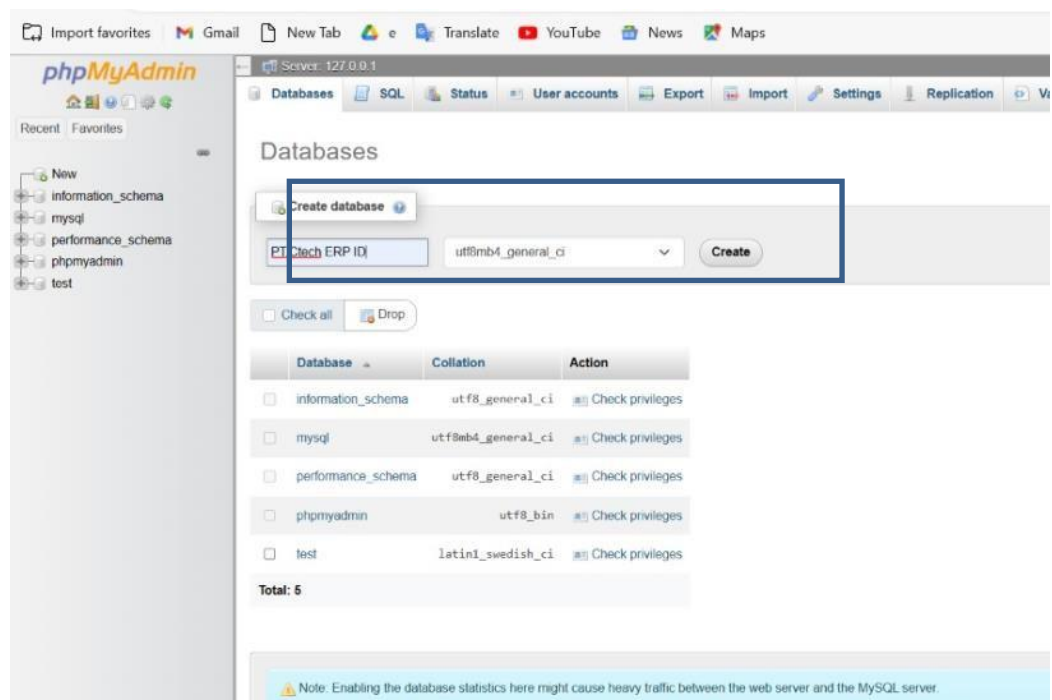 Import favorites Gmail New Tab e Translate YouTube News Maps
phpMyAdmin
Recent Favorites
New
information_schema
mysql
performance_schema
phpmyadmin
test
Server: 127.0.0.1
Databases SQL Status User accounts Export Import Settings Replication Va
Databases
Create database
PT Ctech ERP ID utf8mb4_general_ci Create
Check all Drop
Database Collation Action
information_schema utf8_general_ci Check privileges
mysql utf8mb4_general_ci Check privileges
performance_schema utf8_general_ci Check privileges
phpmyadmin utf8_bin Check privileges
test latin1_swedish_ci Check privileges
Total: 5
Note: Enabling the database statistics here might cause heavy traffic between the web server and the MySQL server.